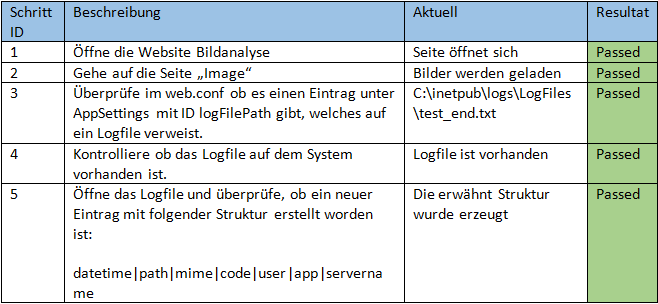 Schritt ID Beschreibung Aktuell Resultat
1 Öffne die Website Bildanalyse Seite öffnet sich Passed
2 Gehe auf die Seite „Image“ Bilder werden geladen Passed
3 Überprüfe im web.conf ob es einen Eintrag unter C:\inetpub\logs\LogFiles Passed
AppSettings mit ID logFilePath gibt, welches auf \test_end.txt
ein Logfile verweist.
4 Kontrolliere ob das Logfile auf dem System Logfile ist vorhanden Passed
vorhanden ist.
5 Öffne das Logfile und überprüfe, ob ein neuer Die erwähnt Struktur Passed
Eintrag mit folgender Struktur erstellt worden wurde erzeugt
ist:
datetime|path|mime|code|user|app|serverna
me